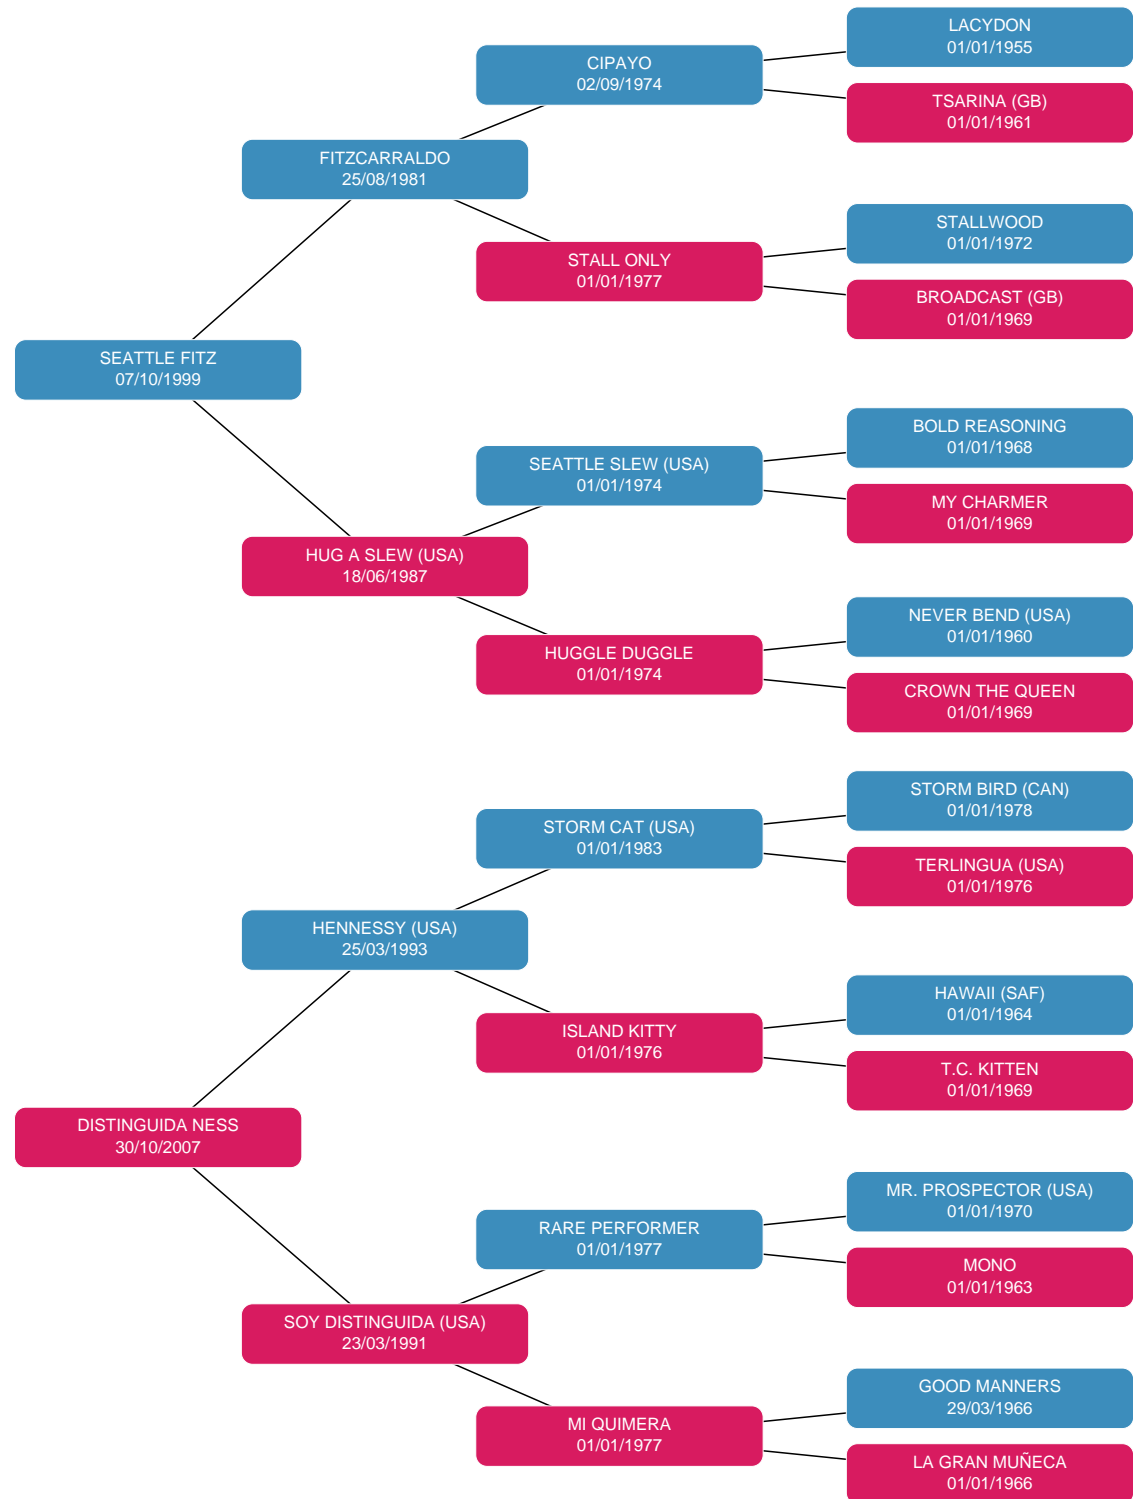 LACYDON
01/01/1955
CIPAYO
02/09/1974
TSARINA (GB)
01/01/1961
FITZCARRALDO
25/08/1981
STALLWOOD
01/01/1972
STALL ONLY
01/01/1977
BROADCAST (GB)
01/01/1969
SEATTLE FITZ
07/10/1999
BOLD REASONING
01/01/1968
SEATTLE SLEW (USA)
01/01/1974
MY CHARMER
01/01/1969
HUG A SLEW (USA)
18/06/1987
NEVER BEND (USA)
01/01/1960
HUGGLE DUGGLE
01/01/1974
CROWN THE QUEEN
01/01/1969
STORM BIRD (CAN)
01/01/1978
STORM CAT (USA)
01/01/1983
TERLINGUA (USA)
01/01/1976
HENNESSY (USA)
25/03/1993
HAWAII (SAF)
01/01/1964
ISLAND KITTY
01/01/1976
T.C. KITTEN
01/01/1969
DISTINGUIDA NESS
30/10/2007
MR. PROSPECTOR (USA)
01/01/1970
RARE PERFORMER
01/01/1977
MONO
01/01/1963
SOY DISTINGUIDA (USA)
23/03/1991
GOOD MANNERS
29/03/1966
MI QUIMERA
01/01/1977
LA GRAN MUÑECA
01/01/1966